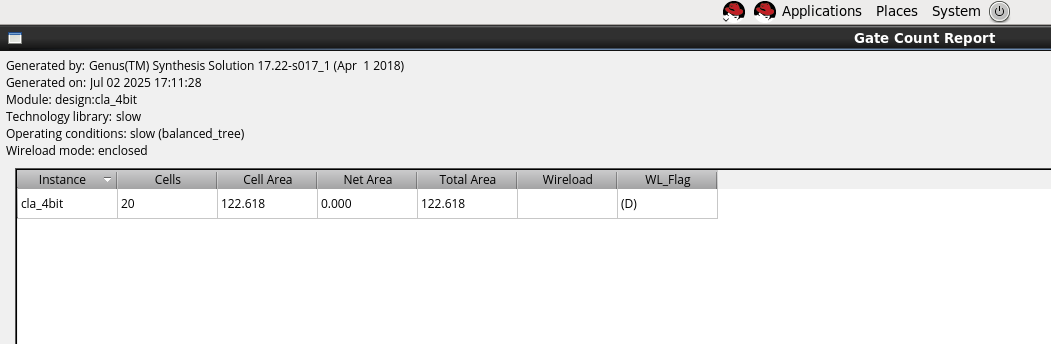 Applications Places System
Gate Count Report
Generated by: Genus(TM) Synthesis Solution 17.22-s017_1 (Apr 1 2018)
Generated on: Jul 02 2025 17:11:28
Module: design:cla_4bit
Technology library: slow
Operating conditions: slow (balanced_tree)
Wireload mode: enclosed
Instance Cells Cell Area Net Area Total Area Wireload WL_Flag
cla_4bit 20 122.618 0.000 122.618 (D)